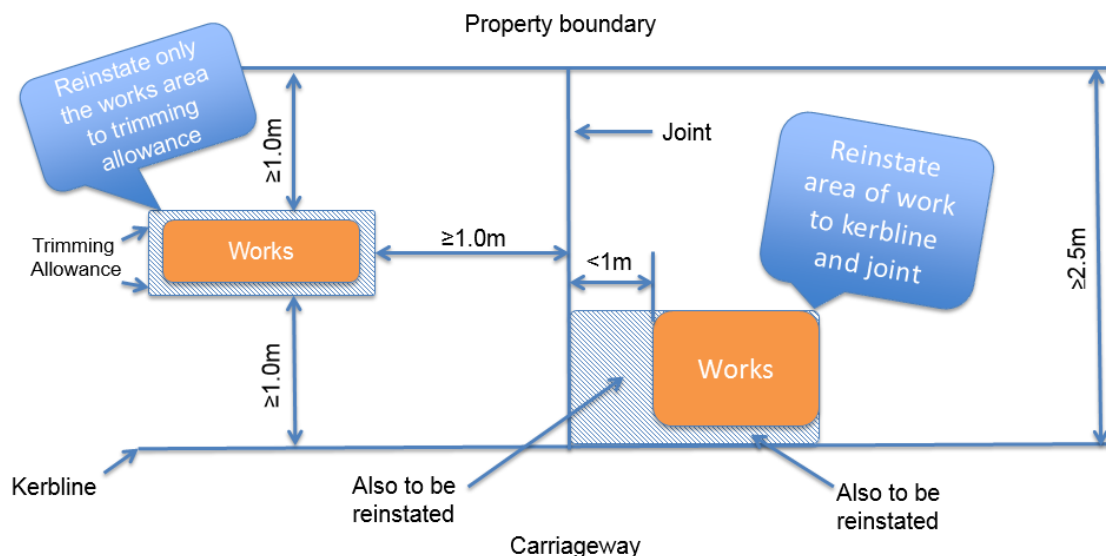 Property boundary
Reinstate only
the works area
to trimming
allowance
≥1.0m
Joint
Reinstate
area of work
to kerbline
and joint
≥2.5m
Trimming
Allowance
Works
≥1.0m
<1m
≥1.0m
Works
Kerbline
Also to be
reinstated
Also to be
reinstated
Carriageway